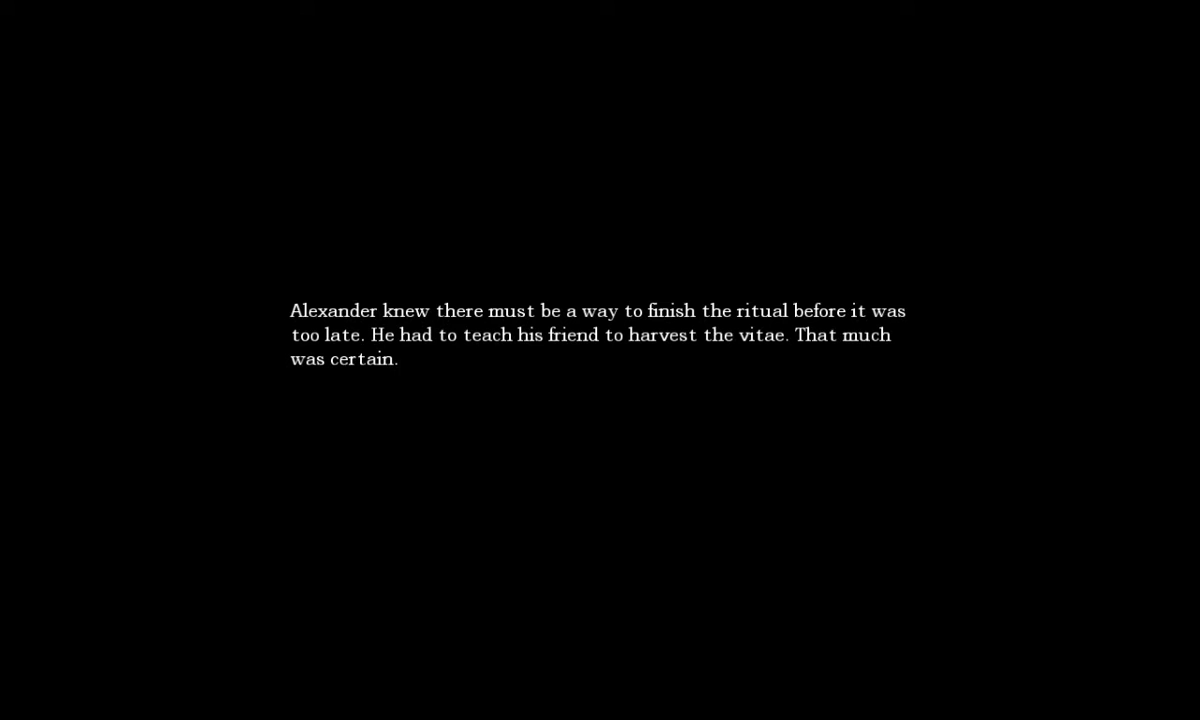 Alexander knew there must be a way to finish the ritual before it was
too late. He had to teach his friend to harvest the vitae. That much
was certain.